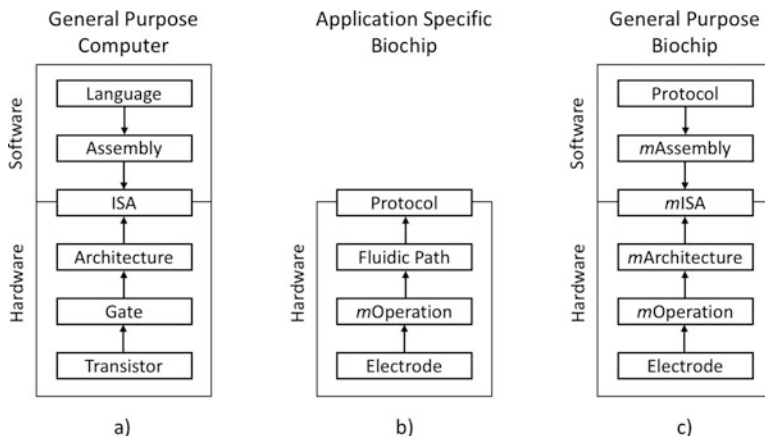 General Purpose
Computer
Software
Language
Assembly
ISA
Hardware
Architecture
Gate
Transistor
a)
Application Specific
Biochip
Protocol
Hardware
Fluidic Path
mOperation
Electrode
b)
General Purpose
Biochip
Software
Protocol
mAssembly
mISA
Hardware
mArchitecture
mOperation
Electrode
c)